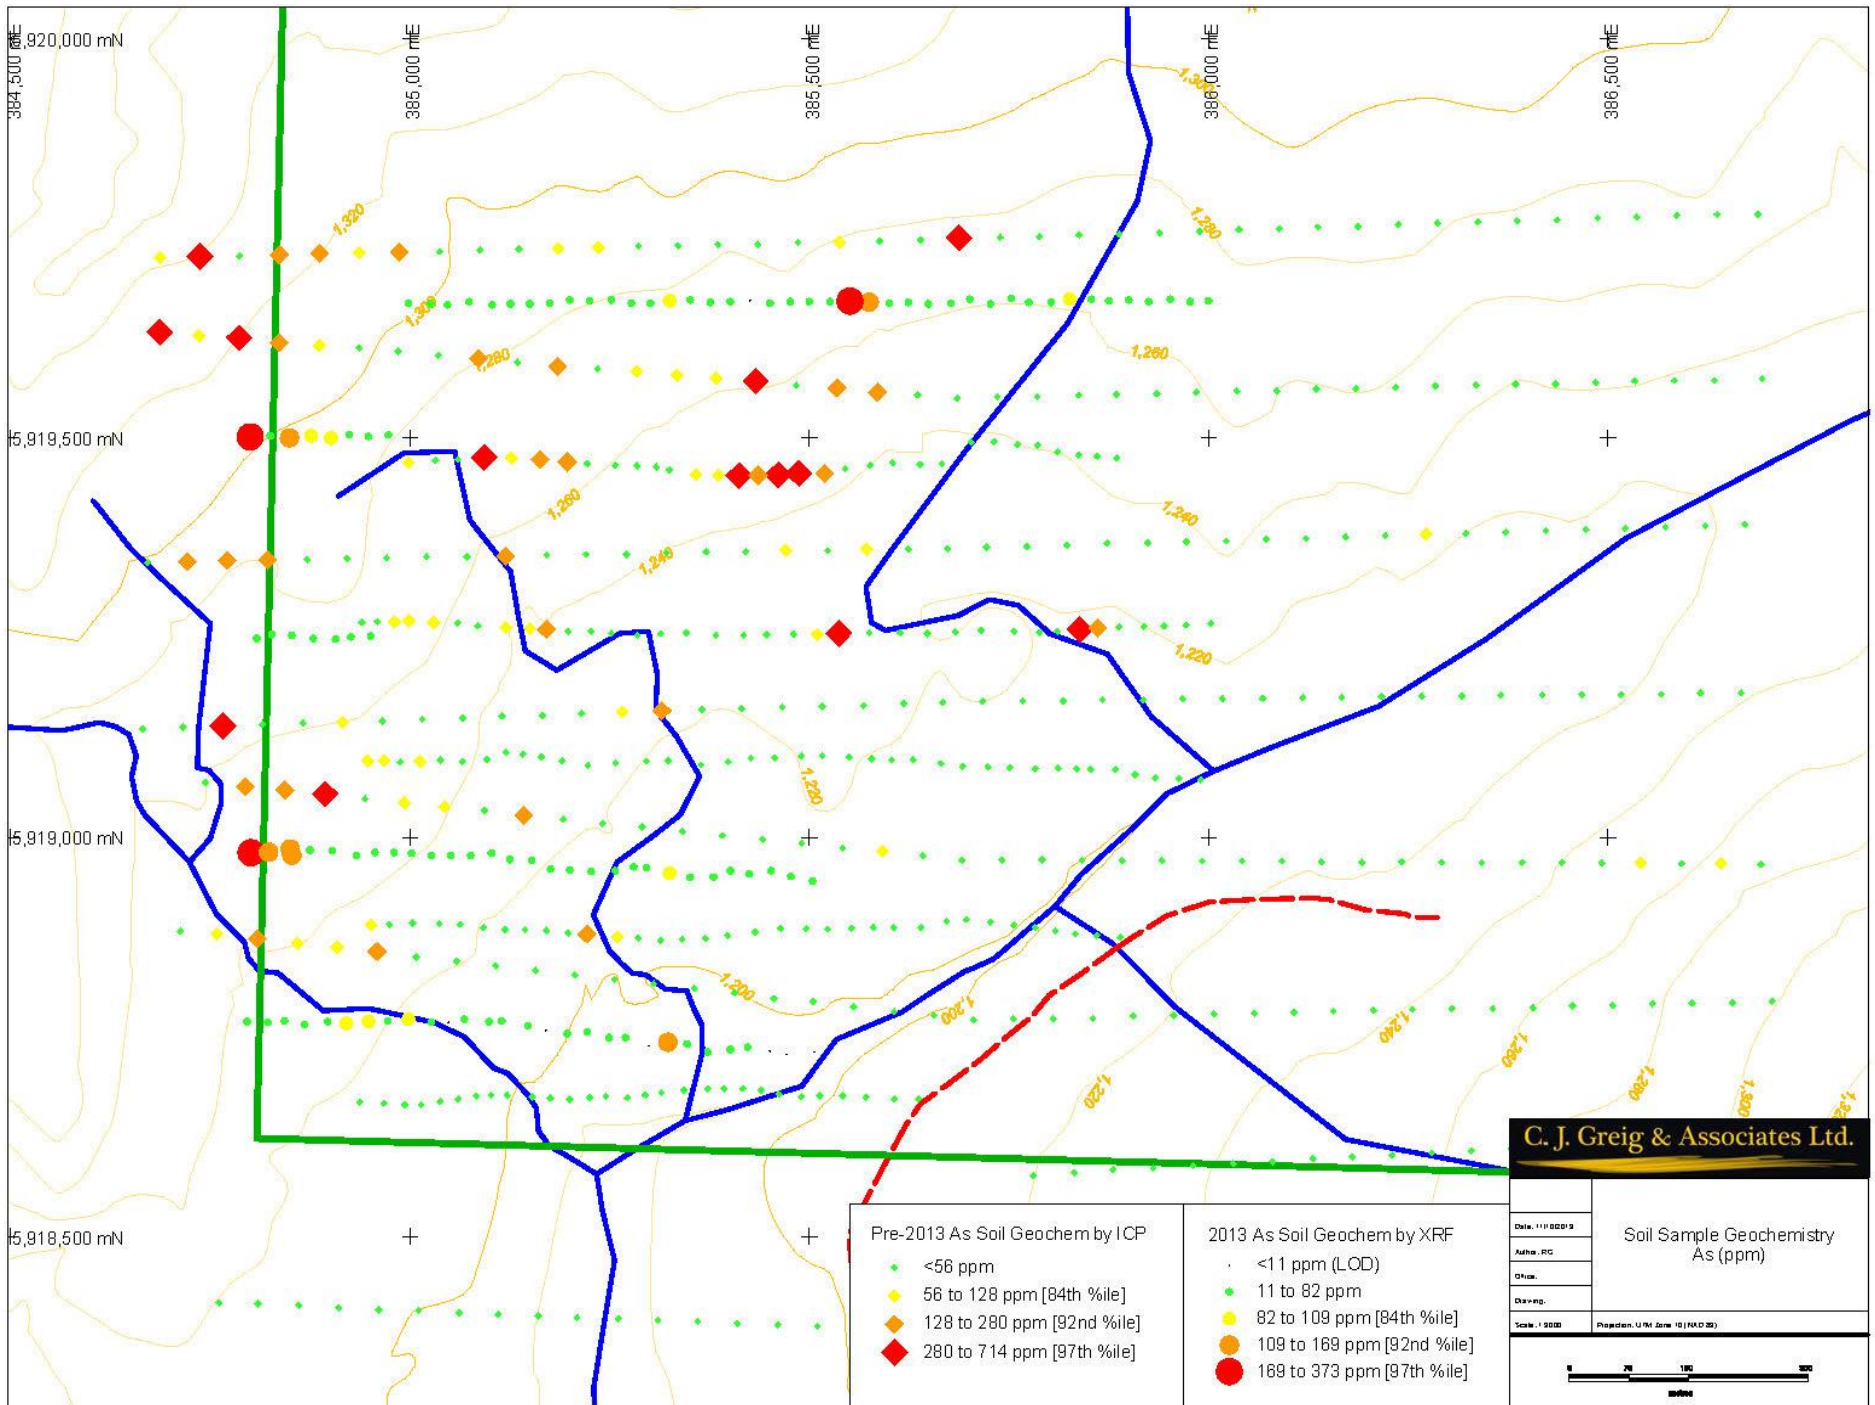 384,500 mE
385,000 mE
385,500 mE
386,000 mE
386,500 mE
5,920,000 mN
1,300
1,320
1,280
1,300
1,280
1,260
5,919,500 mN
1,260
1,240
1,240
1,220
1,220
5,919,000 mN
1,200
1,200
1,240
1,260
1,220
1,280
1,300
5,918,500 mN
Pre-2013 As Soil Geochem by ICP
<56 ppm
56 to 128 ppm [84th %ile]
128 to 280 ppm [92nd %ile]
280 to 714 ppm [97th %ile]
2013 As Soil Geochem by XRF
<11 ppm (LOD)
11 to 82 ppm
82 to 109 ppm [84th %ile]
109 to 169 ppm [92nd %ile]
169 to 373 ppm [97th %ile]
C. J. Greig & Associates Ltd.
Soil Sample Geochemistry
As (ppm)
Author: RG
Office:
Drawing: